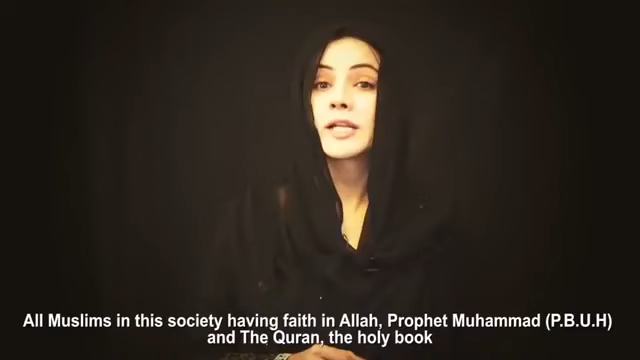 All Muslims in this society having faith in Allah, Prophet Muhammad (P.B.U.H)
and The Quran, the holy book